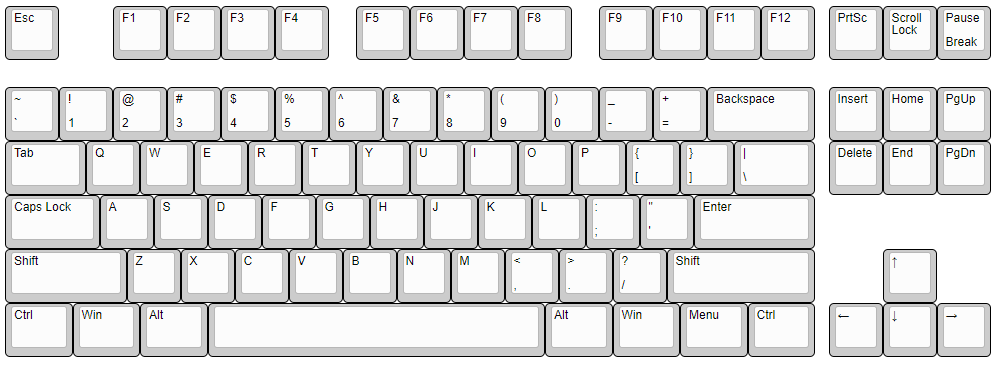 Esc F1 F2 F3 F4 F5 F6 F7 F8 F9 F10 F11 F12 PrtSc Scroll Lock Pause Break
~ ! @ # $ % ^ & * ( ) _ + Backspace Insert Home PgUp
` 1 2 3 4 5 6 7 8 9 0 - =
Tab Q W E R T Y U I O P { } | Delete End PgDn
[ ] \
Caps Lock A S D F G H J K L : " Enter
; '
Shift Z X C V B N M < > ? Shift ↑
, . /
Ctrl Win Alt Alt Win Menu Ctrl ← ↓ →